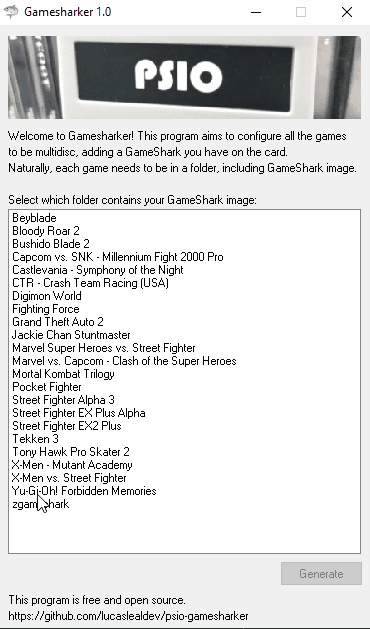 Gamesharker 1.0
PSIO
Welcome to Gamesharker! This program aims to configure all the games
to be multidisc, adding a GameShark you have on the card.
Naturally, each game needs to be in a folder, including GameShark image.
Select which folder contains your GameShark image:
Beyblade
Bloody Roar 2
Bushido Blade 2
Capcom vs. SNK - Millennium Fight 2000 Pro
Castlevania - Symphony of the Night
CTR - Crash Team Racing (USA)
Digimon World
Fighting Force
Grand Theft Auto 2
Jackie Chan Stuntmaster
Marvel Super Heroes vs. Street Fighter
Marvel vs. Capcom - Clash of the Super Heroes
Mortal Kombat Trilogy
Pocket Fighter
Street Fighter Alpha 3
Street Fighter EX Plus Alpha
Street Fighter EX2 Plus
Tekken 3
Tony Hawk Pro Skater 2
X-Men - Mutant Academy
X-Men vs. Street Fighter
Yu-Gi-Oh! Forbidden Memories
zgameshark
Generate
This program is free and open source.
https://github.com/lucaslealdev/psio-gamesharker